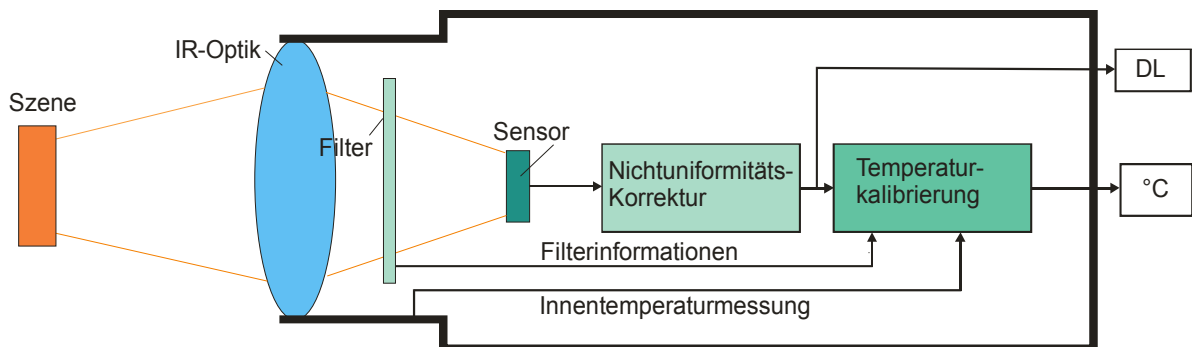 Szene
IR-Optik
Filter
Sensor
Nichtuniformitäts-
Korrektur
Temperatur-
kalibrierung
DL
°C
Filterinformationen
Innentemperaturmessung